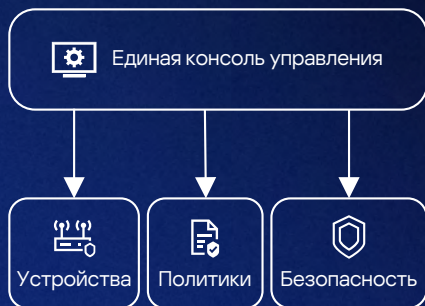 Единая консоль управления
Устройства
Политики
Безопасность